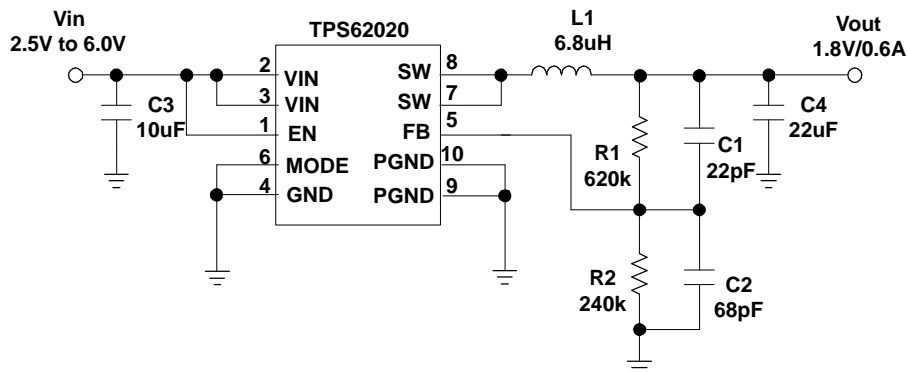 Vin
2.5V to 6.0V
TPS62020
L1
6.8uH
Vout
1.8V/0.6A
2
VIN
3
VIN
1
EN
6
MODE
4
GND
SW
8
SW
7
FB
5
PGND
10
PGND
9
C3
10uF
R1
620k
C1
22pF
C4
22uF
R2
240k
C2
68pF